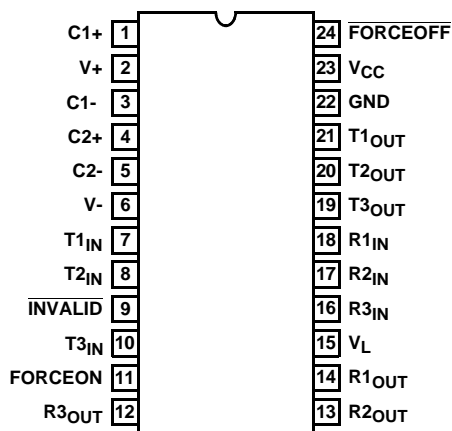 C1+ 1 24 FORCEOFF
V+ 2 23 VCC
C1- 3 22 GND
C2+ 4 21 T1OUT
C2- 5 20 T2OUT
V- 6 19 T3OUT
T1IN 7 18 R1IN
T2IN 8 17 R2IN
INVALID 9 16 R3IN
T3IN 10 15 VL
FORCEON 11 14 R1OUT
R3OUT 12 13 R2OUT